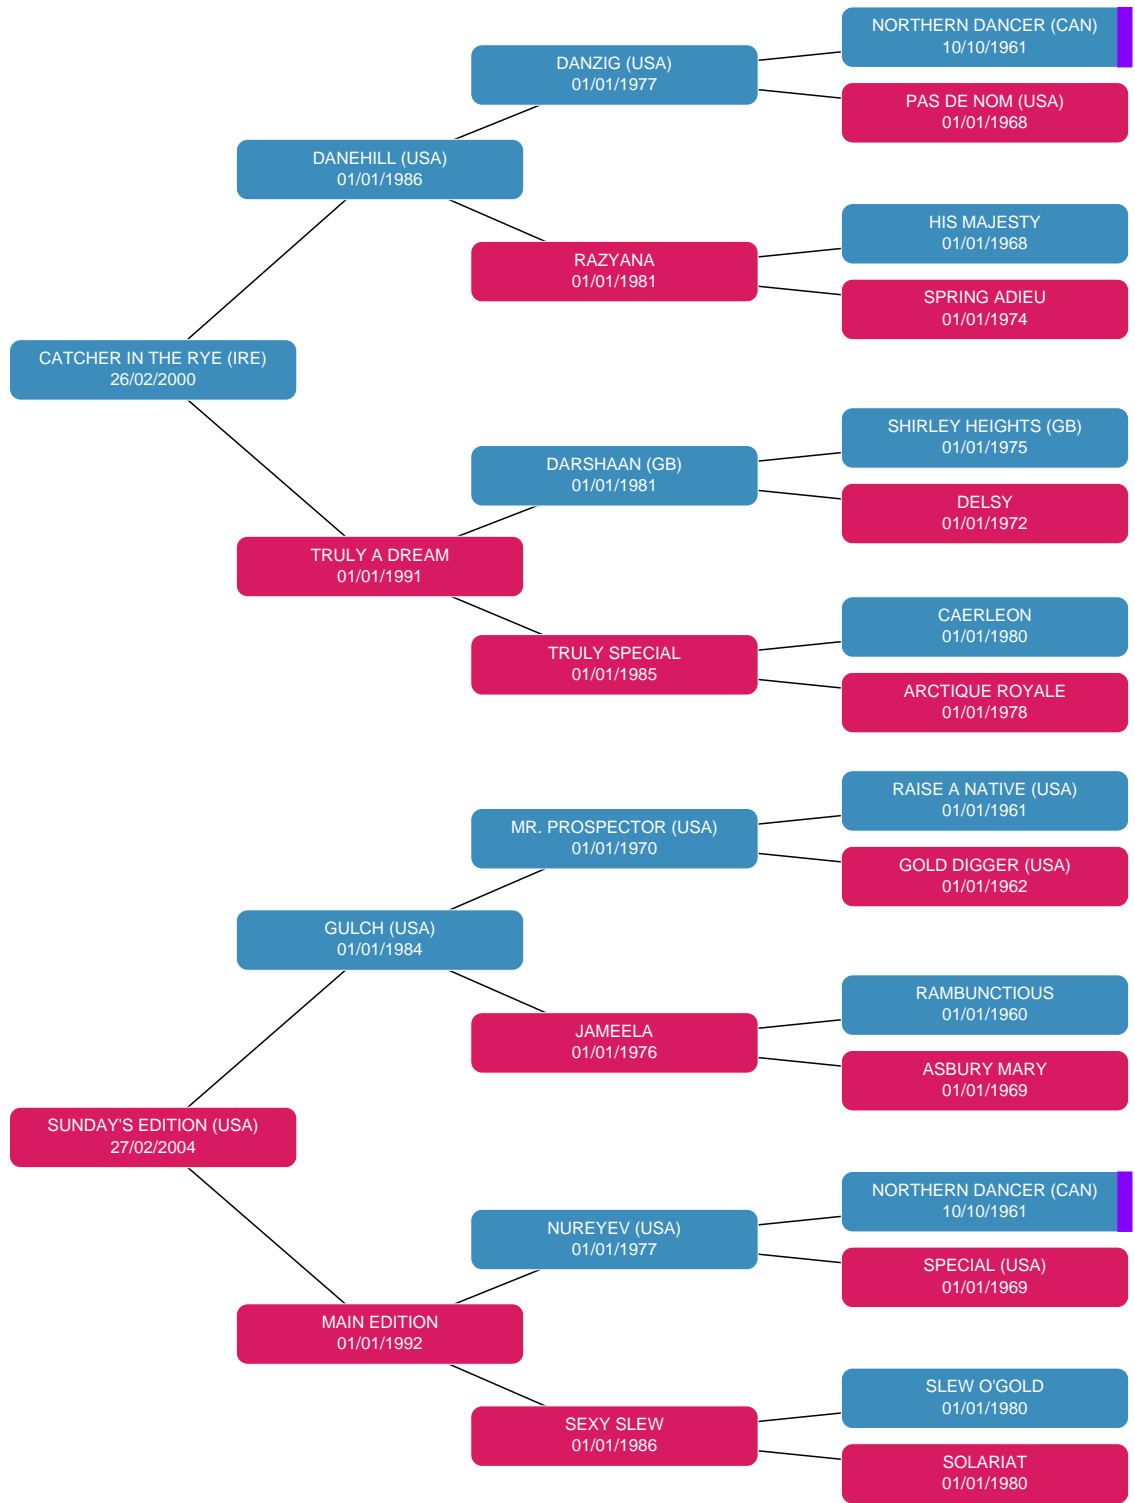 NORTHERN DANCER (CAN)
10/10/1961
DANZIG (USA)
01/01/1977
PAS DE NOM (USA)
01/01/1968
DANEHILL (USA)
01/01/1986
HIS MAJESTY
01/01/1968
RAZYANA
01/01/1981
SPRING ADIEU
01/01/1974
CATCHER IN THE RYE (IRE)
26/02/2000
SHIRLEY HEIGHTS (GB)
01/01/1975
DARSHAAN (GB)
01/01/1981
DELSY
01/01/1972
TRULY A DREAM
01/01/1991
CAERLEON
01/01/1980
TRULY SPECIAL
01/01/1985
ARCTIQUE ROYALE
01/01/1978
RAISE A NATIVE (USA)
01/01/1961
MR. PROSPECTOR (USA)
01/01/1970
GOLD DIGGER (USA)
01/01/1962
GULCH (USA)
01/01/1984
RAMBUNCTIOUS
01/01/1960
JAMEELA
01/01/1976
ASBURY MARY
01/01/1969
SUNDAY'S EDITION (USA)
27/02/2004
NORTHERN DANCER (CAN)
10/10/1961
NUREYEV (USA)
01/01/1977
SPECIAL (USA)
01/01/1969
MAIN EDITION
01/01/1992
SLEW O'GOLD
01/01/1980
SEXY SLEW
01/01/1986
SOLARIAT
01/01/1980